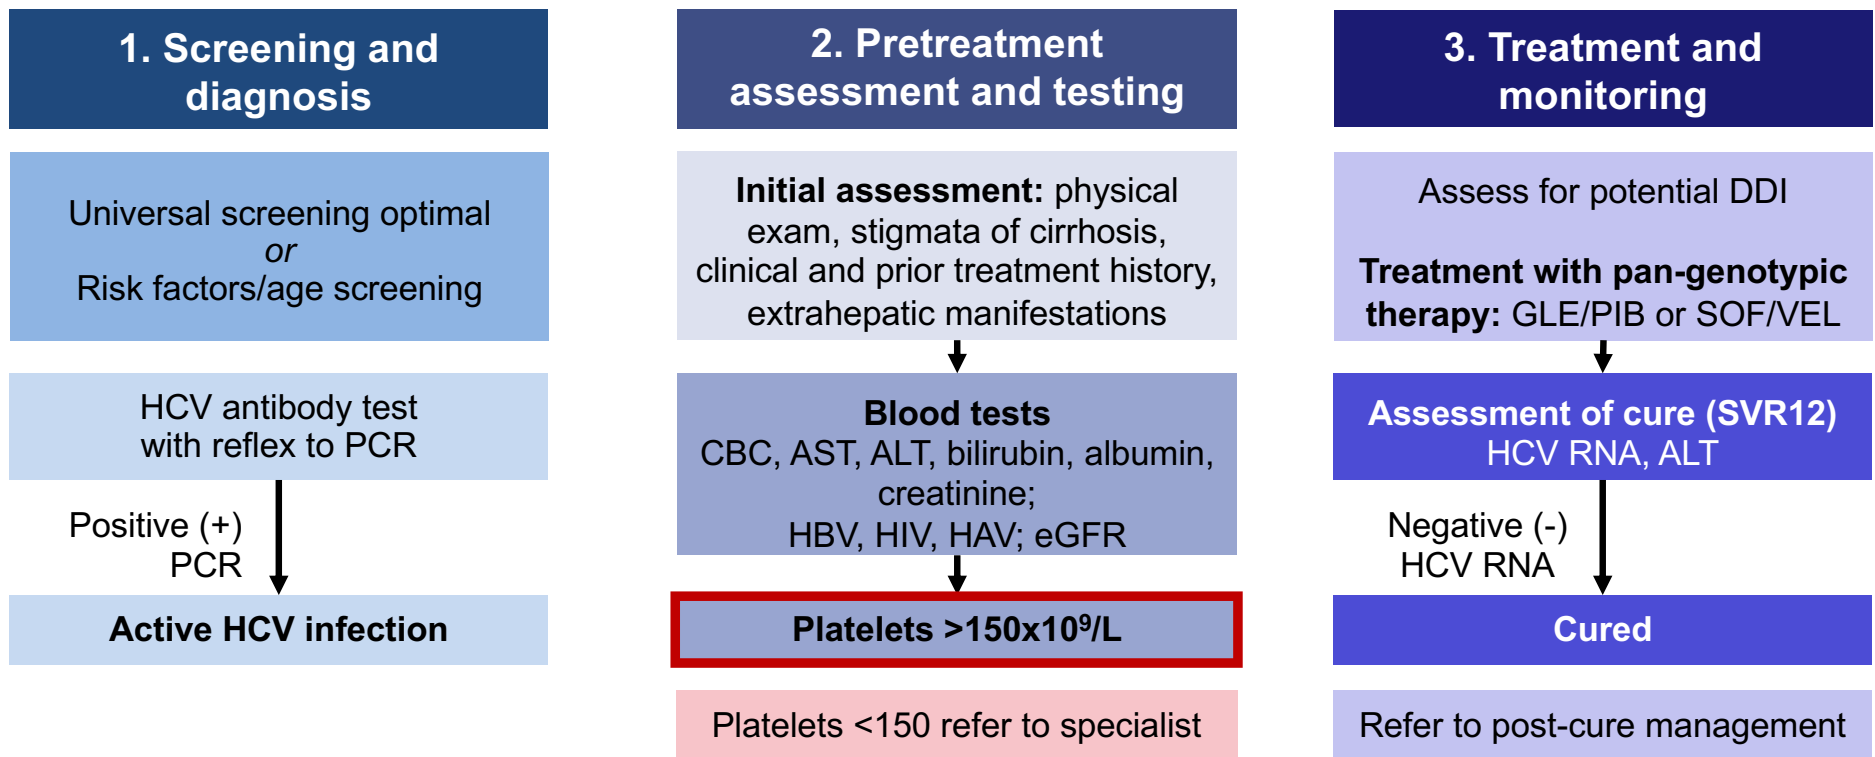 1. Screening and
diagnosis
Universal screening optimal
or
Risk factors/age screening
HCV antibody test
with reflex to PCR
Positive (+)
PCR
Active HCV infection
2. Pretreatment
assessment and testing
Initial assessment: physical
exam, stigmata of cirrhosis,
clinical and prior treatment history,
extrahepatic manifestations
Blood tests
CBC, AST, ALT, bilirubin, albumin,
creatinine;
HBV, HIV, HAV; eGFR
Platelets >150x10⁹/L
Platelets <150 refer to specialist
3. Treatment and
monitoring
Assess for potential DDI
Treatment with pan-genotypic
therapy: GLE/PIB or SOF/VEL
Assessment of cure (SVR12)
HCV RNA, ALT
Negative (-)
HCV RNA
Cured
Refer to post-cure management